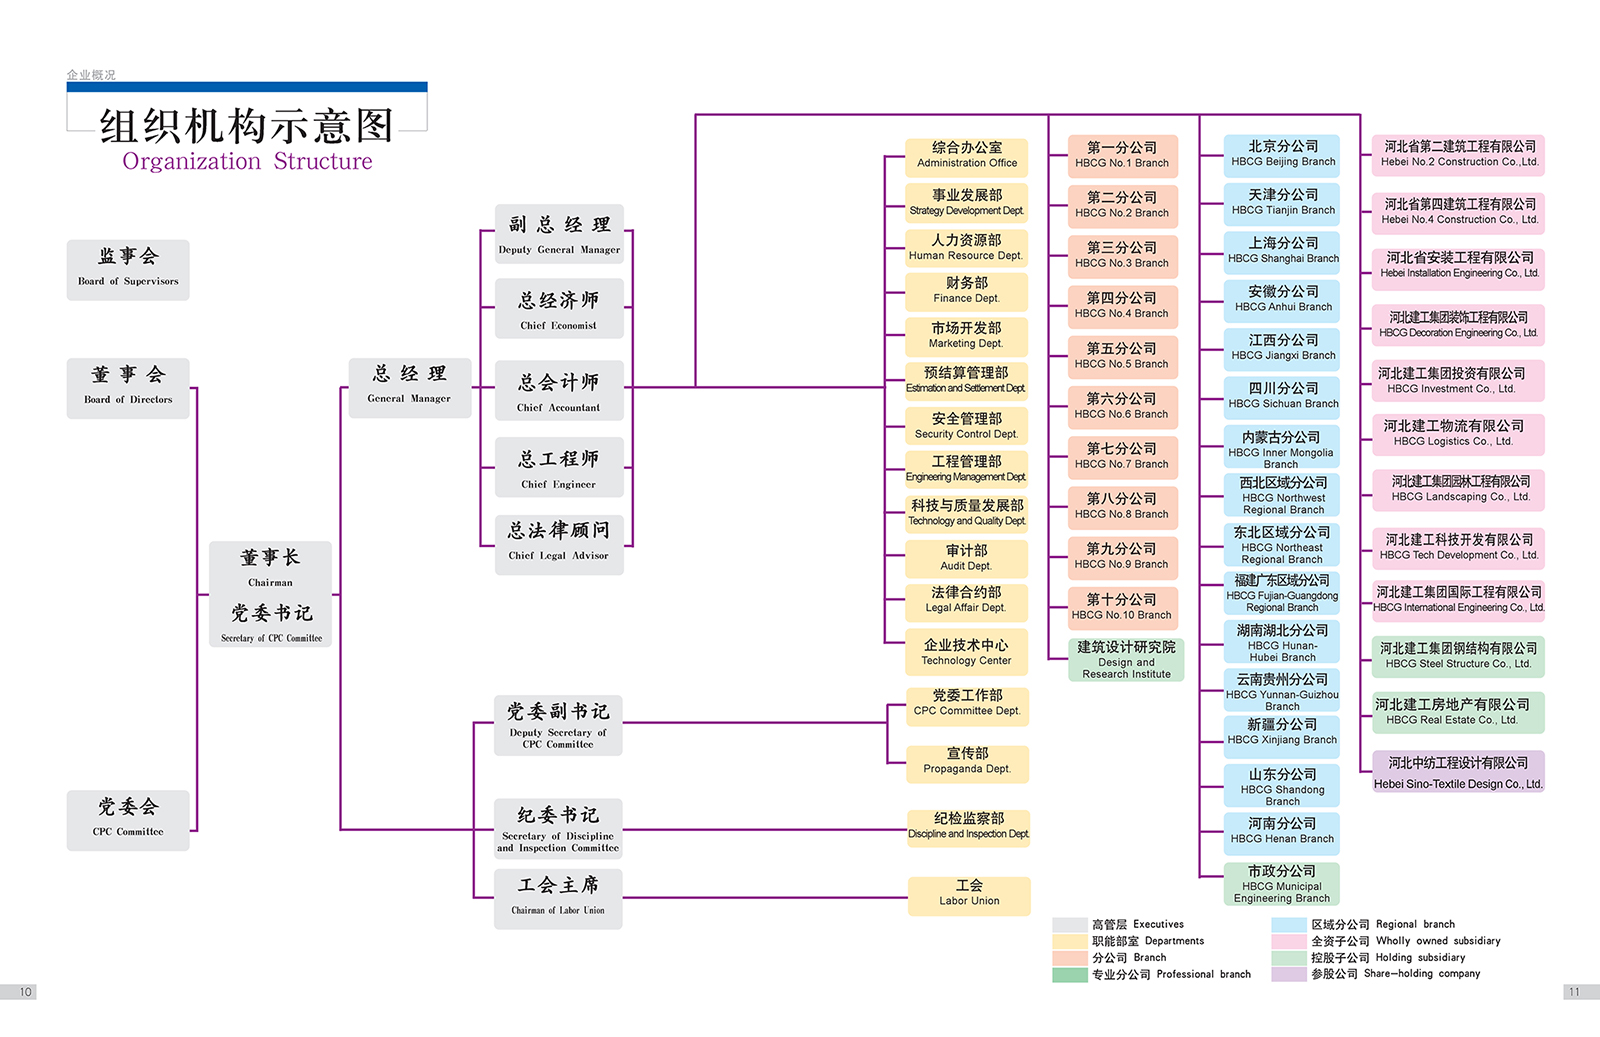 企业概况
组织机构示意图
Organization Structure
监事会
Board of Supervisors
董事会
Board of Directors
党委会
CPC Committee
董事长
Chairman
党委书记
Secretary of CPC Committee
总经理
General Manager
副总经理
Deputy General Manager
总经济师
Chief Economist
总会计师
Chief Accountant
总工程师
Chief Engineer
总法律顾问
Chief Legal Advisor
党委副书记
Deputy Secretary of
CPC Committee
纪委书记
Secretary of Discipline
and Inspection Committee
工会主席
Chairman of Labor Union
综合办公室
Administration Office
事业发展部
Strategy Development Dept.
人力资源部
Human Resource Dept.
财务部
Finance Dept.
市场开发部
Marketing Dept.
预结算管理部
Estimation and Settlement Dept.
安全管理部
Security Control Dept.
工程管理部
Engineering Management Dept.
科技与质量发展部
Technology and Quality Dept.
审计部
Audit Dept.
法律合约部
Legal Affair Dept.
企业技术中心
Technology Center
党委工作部
CPC Committee Dept.
宣传部
Propaganda Dept.
纪检监察部
Discipline and Inspection Dept.
工会
Labor Union
第一分公司
HBCG No.1 Branch
第二分公司
HBCG No.2 Branch
第三分公司
HBCG No.3 Branch
第四分公司
HBCG No.4 Branch
第五分公司
HBCG No.5 Branch
第六分公司
HBCG No.6 Branch
第七分公司
HBCG No.7 Branch
第八分公司
HBCG No.8 Branch
第九分公司
HBCG No.9 Branch
第十分公司
HBCG No.10 Branch
建筑设计研究院
Design and
Research Institute
北京分公司
HBCG Beijing Branch
天津分公司
HBCG Tianjin Branch
上海分公司
HBCG Shanghai Branch
安徽分公司
HBCG Anhui Branch
江西分公司
HBCG Jiangxi Branch
四川分公司
HBCG Sichuan Branch
内蒙古分公司
HBCG Inner Mongolia
Branch
西北区域分公司
HBCG Northwest
Regional Branch
东北区域分公司
HBCG Northeast
Regional Branch
福建广东区域分公司
HBCG Fujian-Guangdong
Regional Branch
湖南湖北分公司
HBCG Hunan-
Hubei Branch
云南贵州分公司
HBCG Yunnan-Guizhou
Branch
新疆分公司
HBCG Xinjiang Branch
山东分公司
HBCG Shandong
Branch
河南分公司
HBCG Henan Branch
市政分公司
HBCG Municipal
Engineering Branch
河北省第二建筑工程有限公司
Hebei No.2 Construction Co.,Ltd.
河北省第四建筑工程有限公司
Hebei No.4 Construction Co., Ltd.
河北省安装工程有限公司
Hebei Installation Engineering Co., Ltd.
河北建工集团装饰工程有限公司
HBCG Decoration Engineering Co., Ltd.
河北建工集团投资有限公司
HBCG Investment Co., Ltd.
河北建工物流有限公司
HBCG Logistics Co., Ltd.
河北建工集团园林工程有限公司
HBCG Landscaping Co., Ltd.
河北建工科技开发有限公司
HBCG Tech Development Co., Ltd.
河北建工集团国际工程有限公司
HBCG International Engineering Co., Ltd.
河北建工集团钢结构有限公司
HBCG Steel Structure Co., Ltd.
河北建工房地产有限公司
HBCG Real Estate Co., Ltd.
河北中纺工程设计有限公司
Hebei Sino-Textile Design Co., Ltd.
高管层 Executives
职能部室 Departments
分公司 Branch
专业分公司 Professional branch
区域分公司 Regional branch
全资子公司 Wholly owned subsidiary
控股子公司 Holding subsidiary
参股公司 Share-holding company
10
11